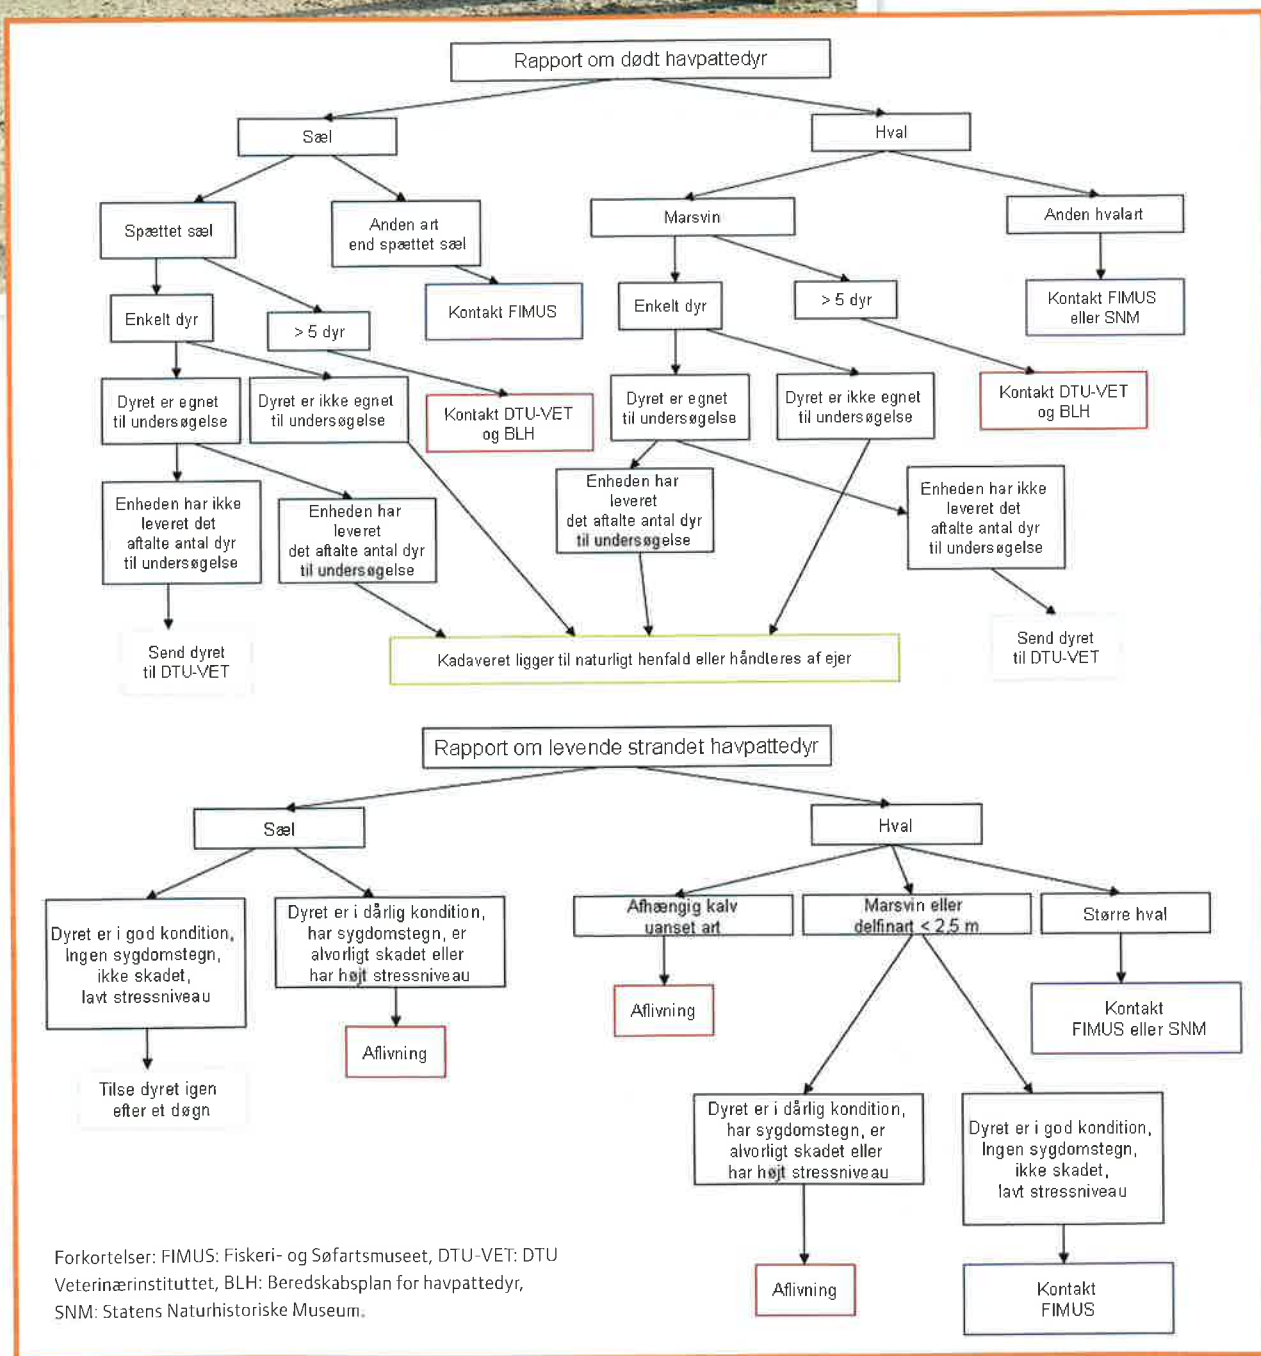 Rapport om dødt havpattedyr
Sæl
Hval
Spættet sæl
Anden art
end spættet sæl
Marsvin
Anden hvalart
Enkelt dyr
> 5 dyr
Kontakt FIMUS
Enkelt dyr
> 5 dyr
Kontakt FIMUS
eller SNM
Dyret er egnet
til undersøgelse
Dyret er ikke egnet
til undersøgelse
Kontakt DTU-VET
og BLH
Dyret er egnet
til undersøgelse
Dyret er ikke egnet
til undersøgelse
Kontakt DTU-VET
og BLH
Enheden har ikke
leveret det
aftalte antal dyr
til undersøgelse
Enheden har
leveret
det aftalte antal dyr
til undersøgelse
Enheden har
leveret
det aftalte antal dyr
til undersøgelse
Enheden har ikke
leveret det
aftalte antal dyr
til undersøgelse
Send dyret
til DTU-VET
Kadaveret ligger til naturligt henfald eller håndteres af ejer
Send dyret
til DTU-VET
Rapport om levende strandet havpattedyr
Sæl
Hval
Dyret er i god kondition,
Ingen sygdomstegn,
ikke skadet,
lavt stressniveau
Dyret er i dårlig kondition,
har sygdomstegn, er
alvorligt skadet eller
har højt stressniveau
Afhængig kalv
uanset art
Marsvin eller
delfinart < 2,5 m
Større hval
Tilse dyret igen
efter et døgn
Aflivning
Aflivning
Kontakt
FIMUS eller SNM
Dyret er i dårlig kondition,
har sygdomstegn, er
alvorligt skadet eller
har højt stressniveau
Dyret er i god kondition,
Ingen sygdomstegn,
ikke skadet,
lavt stressniveau
Aflivning
Kontakt
FIMUS
Forkortelser: FIMUS: Fiskeri- og Søfartsmuseet, DTU-VET: DTU
Veterinærinstituttet, BLH: Beredskabsplan for havpattedyr,
SNM: Statens Naturhistoriske Museum.